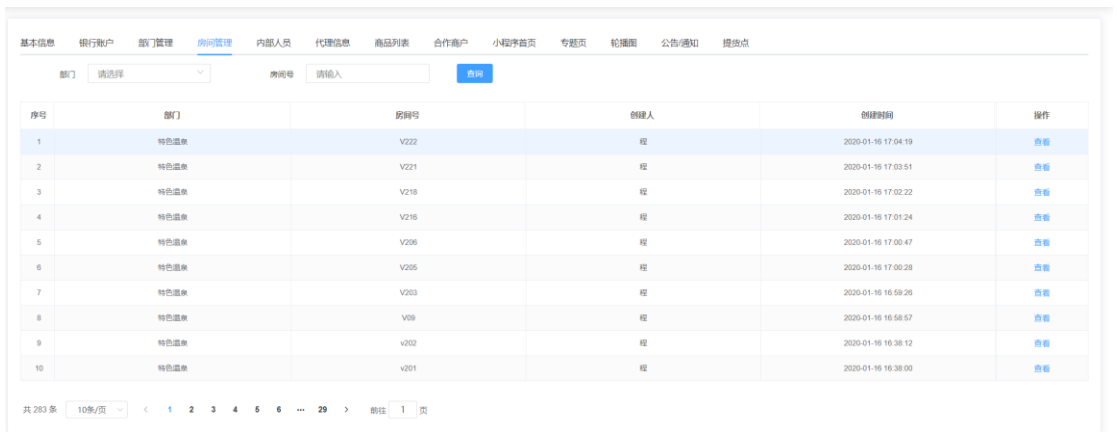 基本信息 银行账户 部门管理 房间管理 内部人员 代理信息 商品列表 合作商户 小程序首页 专题页 轮播图 公告/通知 提货点
部门 请选择 房间号 请输入 查询
序号 部门 房间号 创建人 创建时间 操作
1 特色温泉 V222 程 2020-01-16 17:04:19 查看
2 特色温泉 V221 程 2020-01-16 17:03:51 查看
3 特色温泉 V218 程 2020-01-16 17:02:22 查看
4 特色温泉 V216 程 2020-01-16 17:01:24 查看
5 特色温泉 V206 程 2020-01-16 17:00:47 查看
6 特色温泉 V205 程 2020-01-16 17:00:28 查看
7 特色温泉 V203 程 2020-01-16 16:59:26 查看
8 特色温泉 V09 程 2020-01-16 16:58:57 查看
9 特色温泉 v202 程 2020-01-16 16:38:12 查看
10 特色温泉 v201 程 2020-01-16 16:38:00 查看
共 283 条 10条/页 < 1 2 3 4 5 6 ··· 29 > 前往 1 页